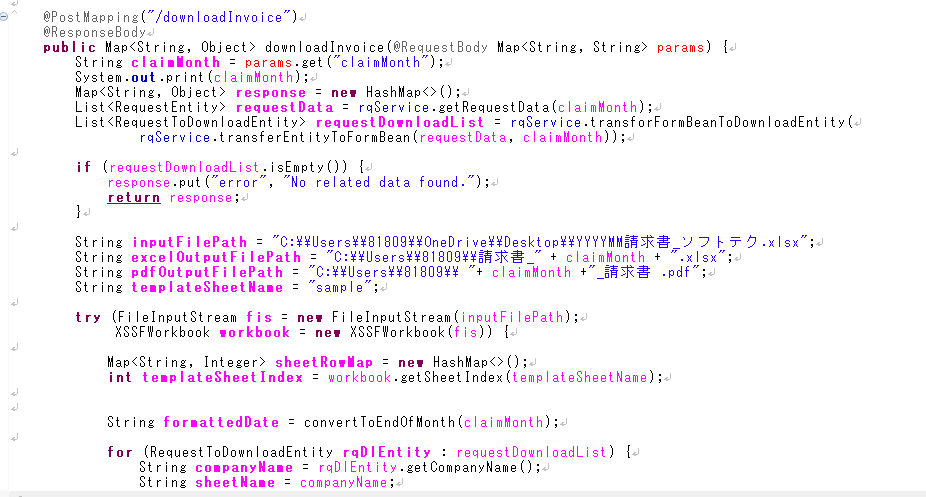 @PostMapping("/downloadInvoice")
@ResponseBody
public Map<String, Object> downloadInvoice(@RequestBody Map<String, String> params) {
String claimMonth = params.get("claimMonth");
System.out.print(claimMonth);
Map<String, Object> response = new HashMap<>();
List<RequestEntity> requestData = rqService.getRequestData(claimMonth);
List<RequestToDownloadEntity> requestDownloadList = rqService.transforFormBeanToDownloadEntity(
rqService.transferEntityToFormBean(requestData, claimMonth));
if (requestDownloadList.isEmpty()) {
response.put("error", "No related data found.");
return response;
}
String inputFilePath = "C:¥¥Users¥¥81809¥¥OneDrive¥¥Desktop¥¥YYYYMM請求書_ソフトテク.xlsx";
String excelOutputFilePath = "C:¥¥Users¥¥81809¥¥請求書_" + claimMonth + ".xlsx";
String pdfOutputFilePath = "C:¥¥Users¥¥81809¥¥ "+ claimMonth +"_請求書 .pdf";
String templateSheetName = "sample";
try (FileInputStream fis = new FileInputStream(inputFilePath);
XSSFWorkbook workbook = new XSSFWorkbook(fis)) {
Map<String, Integer> sheetRowMap = new HashMap<>();
int templateSheetIndex = workbook.getSheetIndex(templateSheetName);
String formattedDate = convertToEndOfMonth(claimMonth);
for (RequestToDownloadEntity rqDlEntity : requestDownloadList) {
String companyName = rqDlEntity.getCompanyName();
String sheetName = companyName;